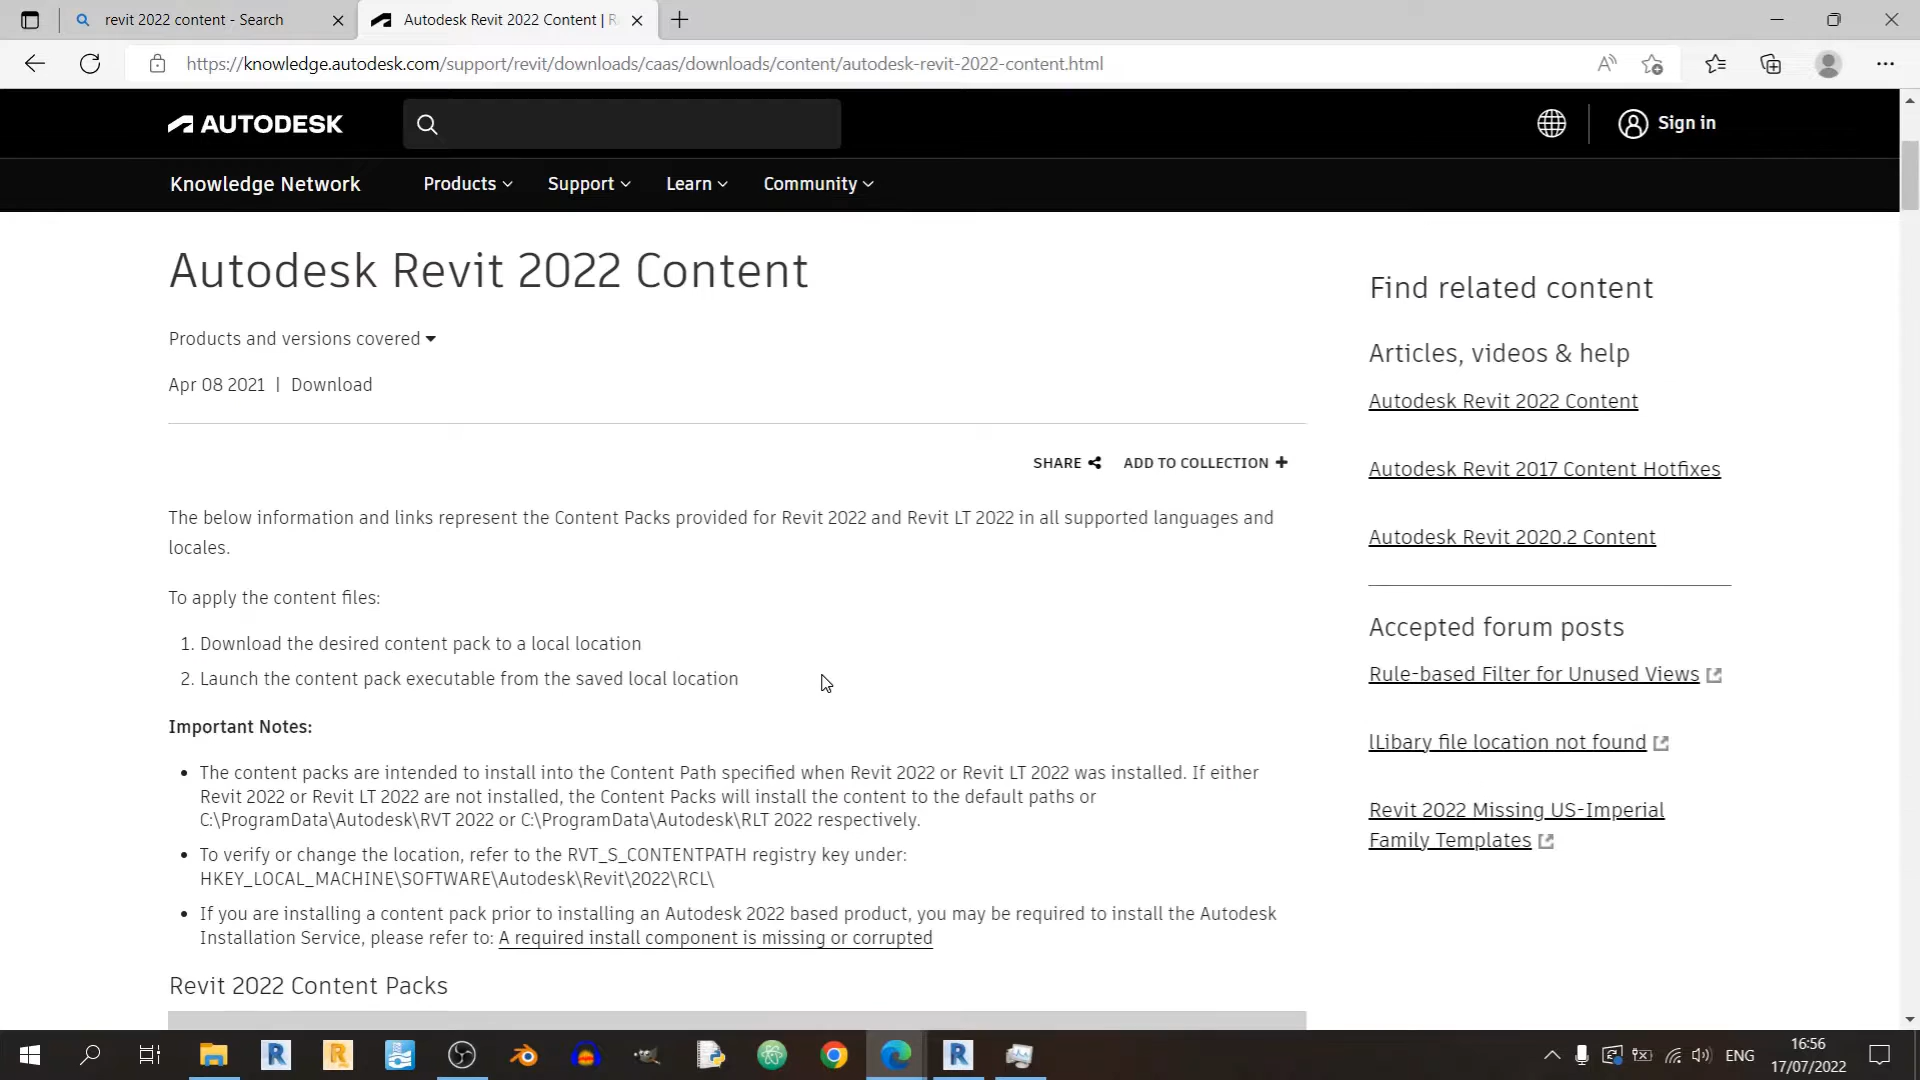 revit 2022 content - Search
Autodesk Revit 2022 Content | R
https://knowledge.autodesk.com/support/revit/downloads/caas/downloads/content/autodesk-revit-2022-content.html
AUTODESK
Sign in
Knowledge Network
Products
Support
Learn
Community
Autodesk Revit 2022 Content
Products and versions covered
Apr 08 2021 | Download
SHARE
ADD TO COLLECTION +
The below information and links represent the Content Packs provided for Revit 2022 and Revit LT 2022 in all supported languages and
locales.
To apply the content files:
1. Download the desired content pack to a local location
2. Launch the content pack executable from the saved local location
Important Notes:
• The content packs are intended to install into the Content Path specified when Revit 2022 or Revit LT 2022 was installed. If either
Revit 2022 or Revit LT 2022 are not installed, the Content Packs will install the content to the default paths or
C:\ProgramData\Autodesk\RVT 2022 or C:\ProgramData\Autodesk\RLT 2022 respectively.
• To verify or change the location, refer to the RVT_S_CONTENTPATH registry key under:
HKEY_LOCAL_MACHINE\SOFTWARE\Autodesk\Revit\2022\RCL\
• If you are installing a content pack prior to installing an Autodesk 2022 based product, you may be required to install the Autodesk
Installation Service, please refer to: A required install component is missing or corrupted
Revit 2022 Content Packs
Find related content
Articles, videos & help
Autodesk Revit 2022 Content
Autodesk Revit 2017 Content Hotfixes
Autodesk Revit 2020.2 Content
Accepted forum posts
Rule-based Filter for Unused Views
lLibary file location not found
Revit 2022 Missing US-Imperial
Family Templates
ENG
16:56
17/07/2022